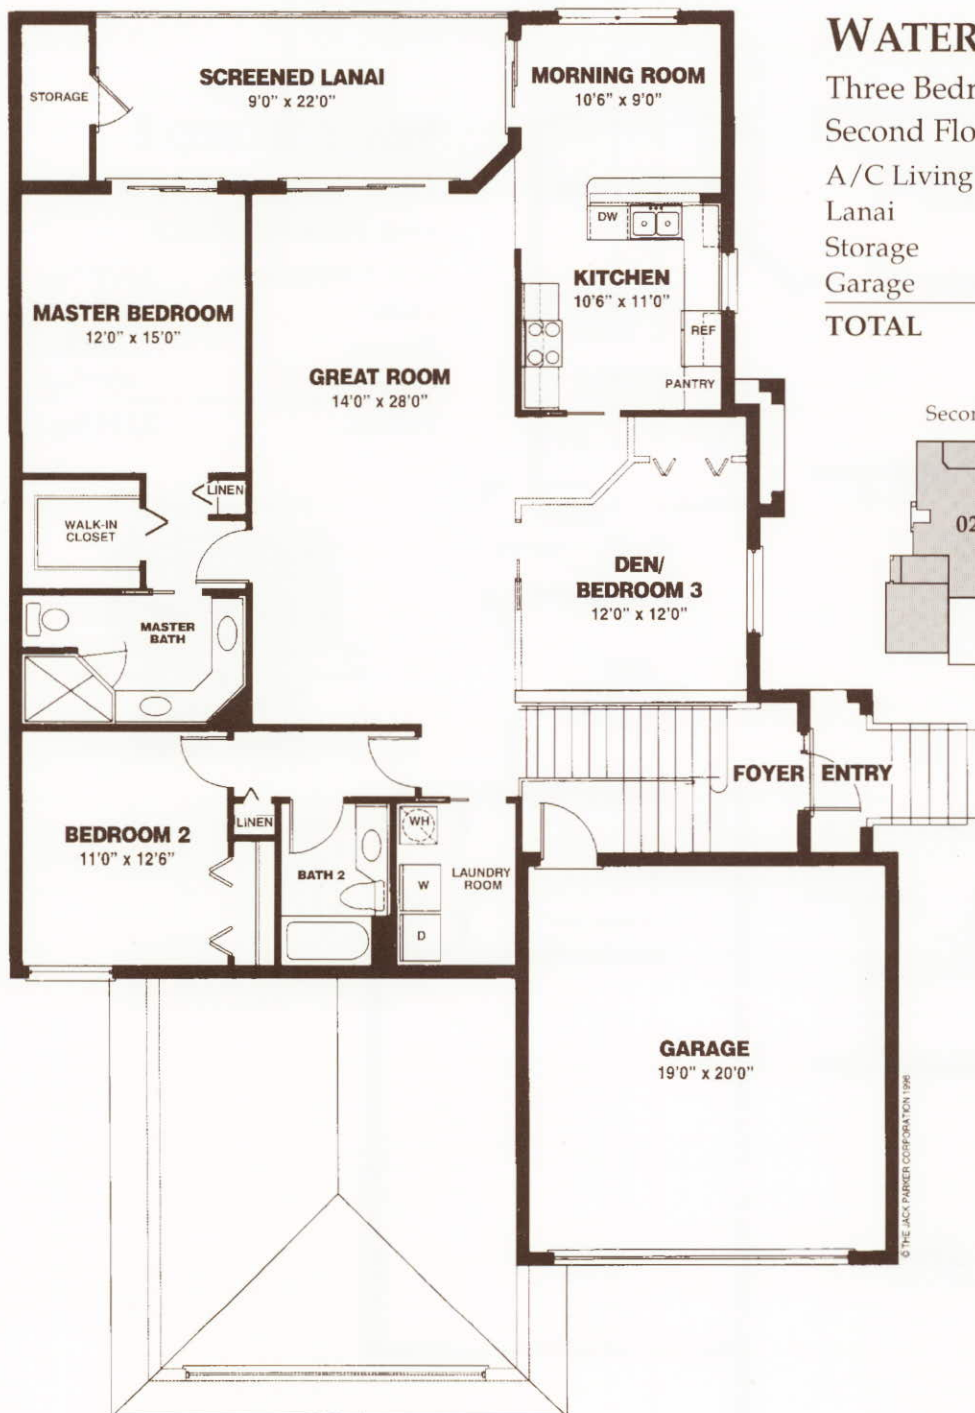 WATER
Three Bedr
Second Flo
A/C Living
Lanai
Storage
Garage
TOTAL
Secon
02
STORAGE
SCREENED LANAI
9'0" x 22'0"
MORNING ROOM
10'6" x 9'0"
DW
KITCHEN
10'6" x 11'0"
REF
PANTRY
MASTER BEDROOM
12'0" x 15'0"
GREAT ROOM
14'0" x 28'0"
LINEN
WALK-IN
CLOSET
DEN/
BEDROOM 3
12'0" x 12'0"
MASTER
BATH
FOYER
ENTRY
BEDROOM 2
11'0" x 12'6"
LINEN
BATH 2
WH
W
D
LAUNDRY
ROOM
GARAGE
19'0" x 20'0"
© THE JACK PARKER CORPORATION 1996